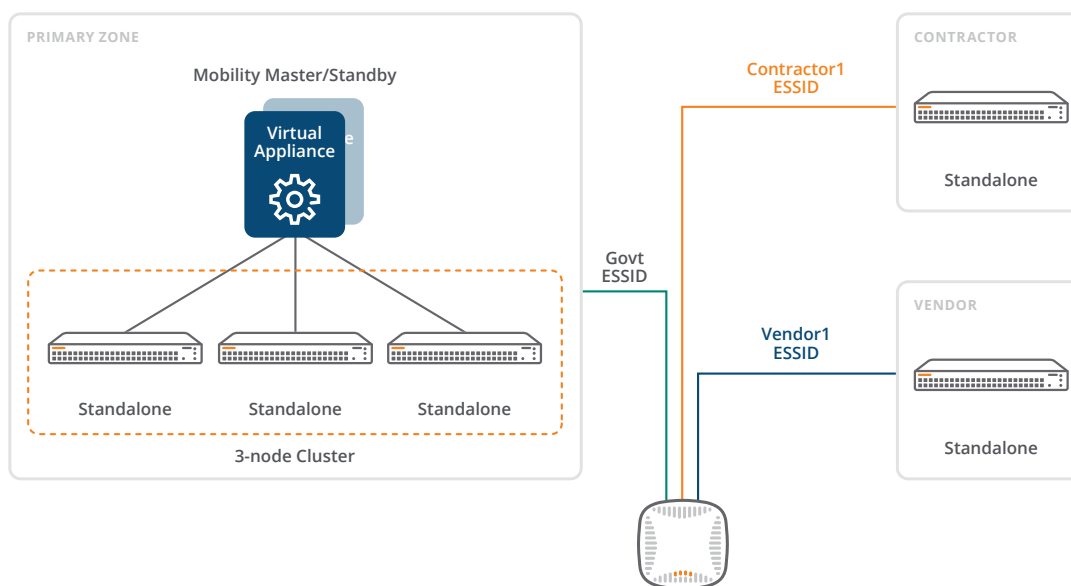 PRIMARY ZONE
Mobility Master/Standby
Virtual
Appliance
Standalone
Standalone
Standalone
3-node Cluster
Govt
ESSID
Contractor1
ESSID
Vendor1
ESSID
CONTRACTOR
Standalone
VENDOR
Standalone